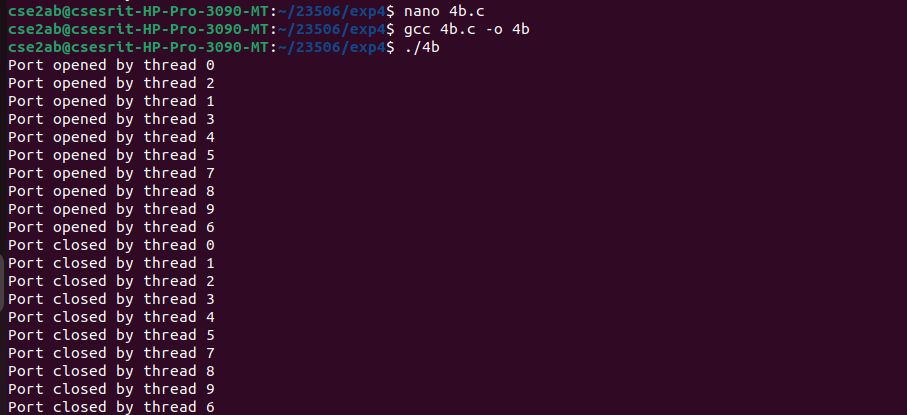 cse2ab@csesrit-HP-Pro-3090-MT:~/23506/exp4$ nano 4b.c
cse2ab@csesrit-HP-Pro-3090-MT:~/23506/exp4$ gcc 4b.c -o 4b
cse2ab@csesrit-HP-Pro-3090-MT:~/23506/exp4$ ./4b
Port opened by thread 0
Port opened by thread 2
Port opened by thread 1
Port opened by thread 3
Port opened by thread 4
Port opened by thread 5
Port opened by thread 7
Port opened by thread 8
Port opened by thread 9
Port opened by thread 6
Port closed by thread 0
Port closed by thread 1
Port closed by thread 2
Port closed by thread 3
Port closed by thread 4
Port closed by thread 5
Port closed by thread 7
Port closed by thread 8
Port closed by thread 9
Port closed by thread 6